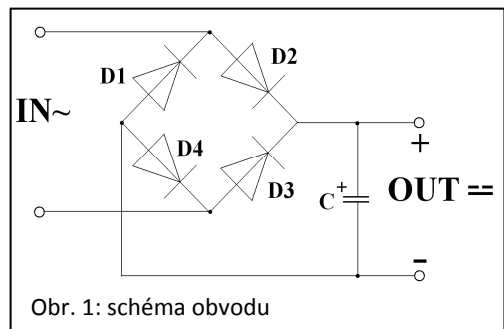 D1
D2
IN~
D4
D3
+
C +
OUT =
-
Obr. 1: schéma obvodu